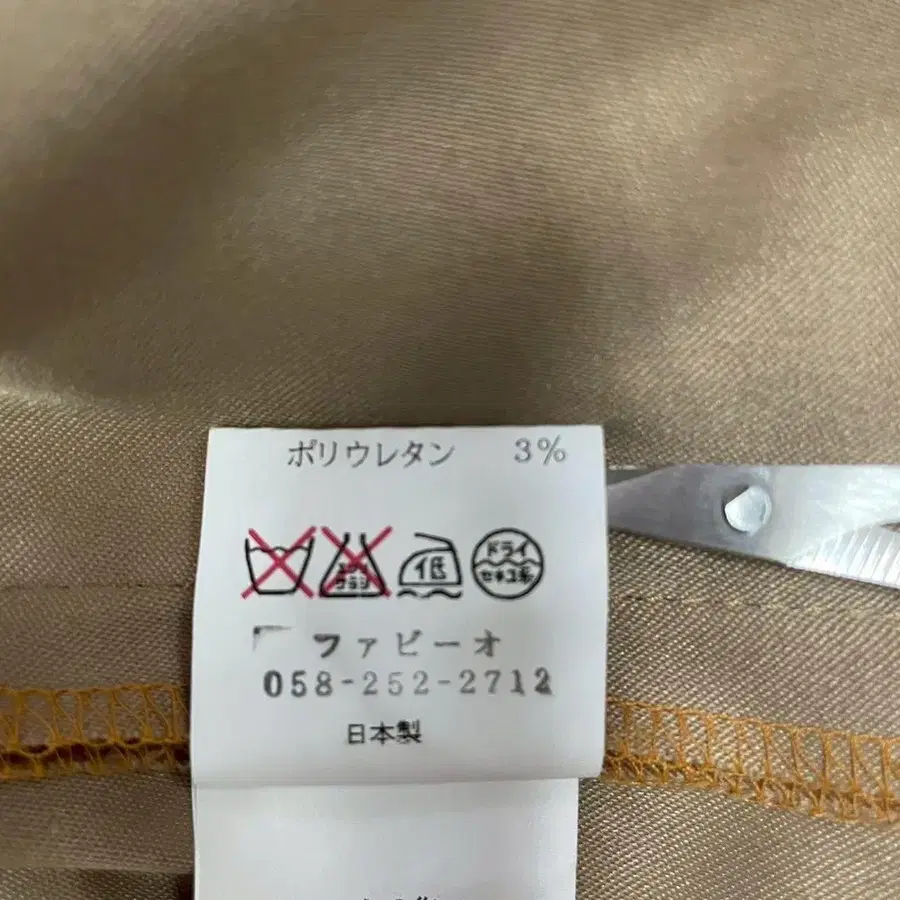 ポリウレタン 3%
低 ドライ
セキユ系
ファビーオ
058-252-2712
日本製